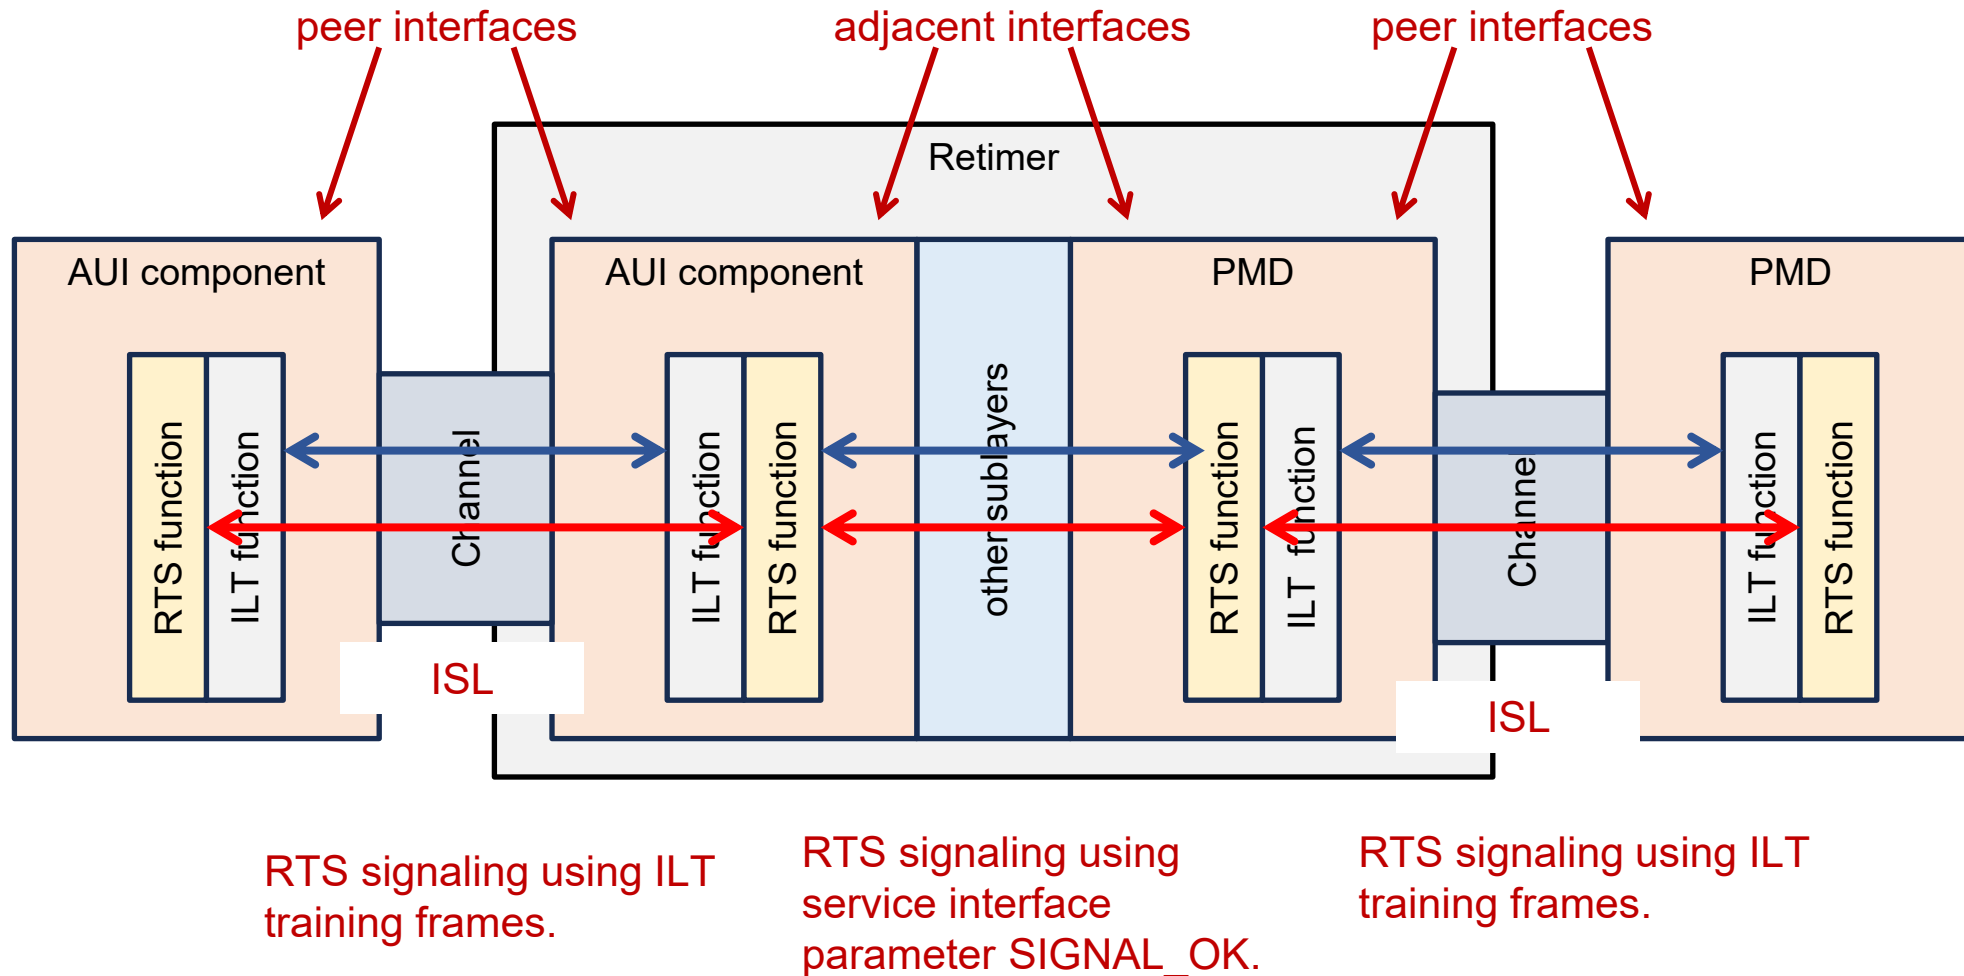 peer interfaces
adjacent interfaces
peer interfaces
Retimer
AUI component
AUI component
PMD
PMD
RTS function
ILT function
Channel
ILT function
RTS function
other sublayers
RTS function
ILT function
Channel
ILT function
RTS function
ISL
ISL
RTS signaling using ILT
training frames.
RTS signaling using
service interface
parameter SIGNAL_OK.
RTS signaling using ILT
training frames.